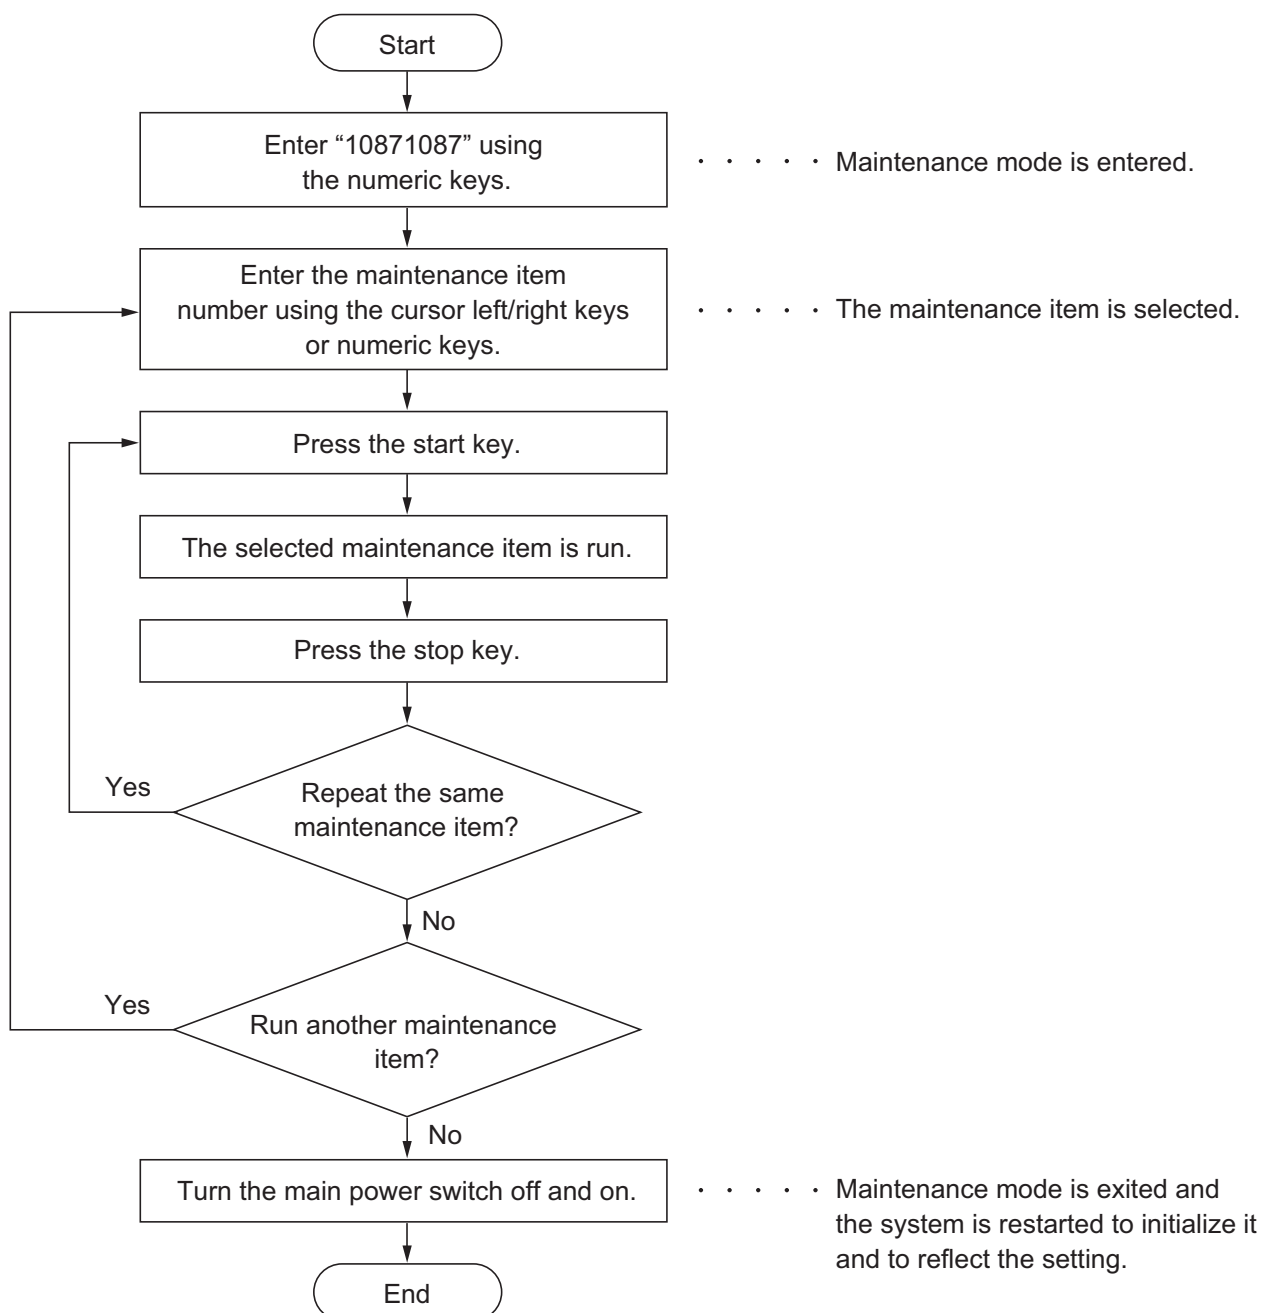 Start
Enter “10871087” using
the numeric keys.
・・・・・ Maintenance mode is entered.
Enter the maintenance item
number using the cursor left/right keys
or numeric keys.
・・・・・ The maintenance item is selected.
Press the start key.
The selected maintenance item is run.
Press the stop key.
Yes
Repeat the same
maintenance item?
No
Yes
Run another maintenance
item?
No
Turn the main power switch off and on.
・・・・・ Maintenance mode is exited and
the system is restarted to initialize it
and to reflect the setting.
End